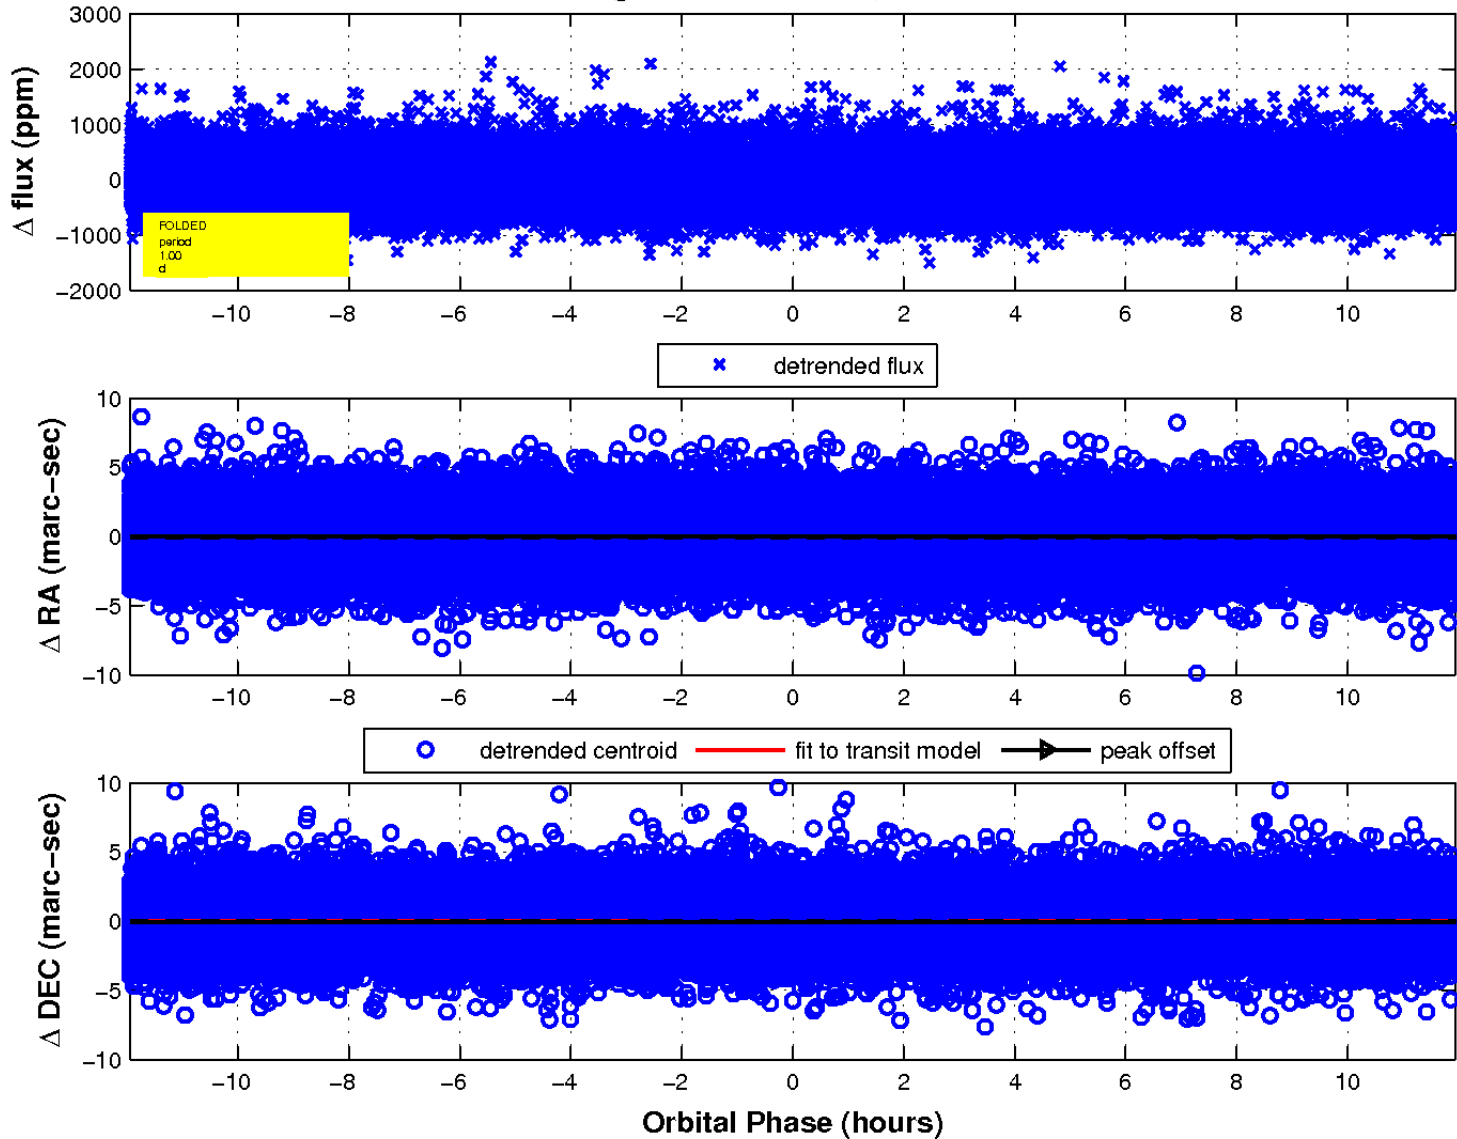 3000
2000
1000
0
−1000
−2000
Δ flux (ppm)
FOLDED
period
1.00
d
−10 −8 −6 −4 −2 0 2 4 6 8 10
detrended flux
10
5
0
−5
−10
Δ RA (marc−sec)
−10 −8 −6 −4 −2 0 2 4 6 8 10
detrended centroid fit to transit model peak offset
10
5
0
−5
−10
Δ DEC (marc−sec)
−10 −8 −6 −4 −2 0 2 4 6 8 10
Orbital Phase (hours)